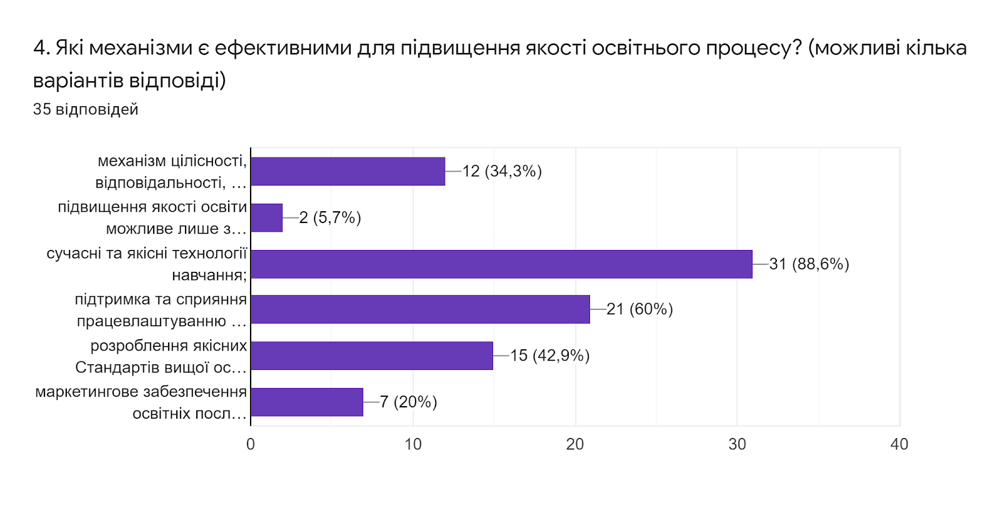 4. Які механізми є ефективними для підвищення якості освітнього процесу? (можливі кілька
варіантів відповіді)
35 відповідей
механізм цілісності,
відповідальності, …
12 (34,3%)
підвищення якості освіти
можливе лише з…
2 (5,7%)
сучасні та якісні технології
навчання;
31 (88,6%)
підтримка та сприяння
працевлаштуванню …
21 (60%)
розроблення якісних
Стандартів вищої ос…
15 (42,9%)
маркетингове забезпечення
освітніх посл…
7 (20%)
0 10 20 30 40